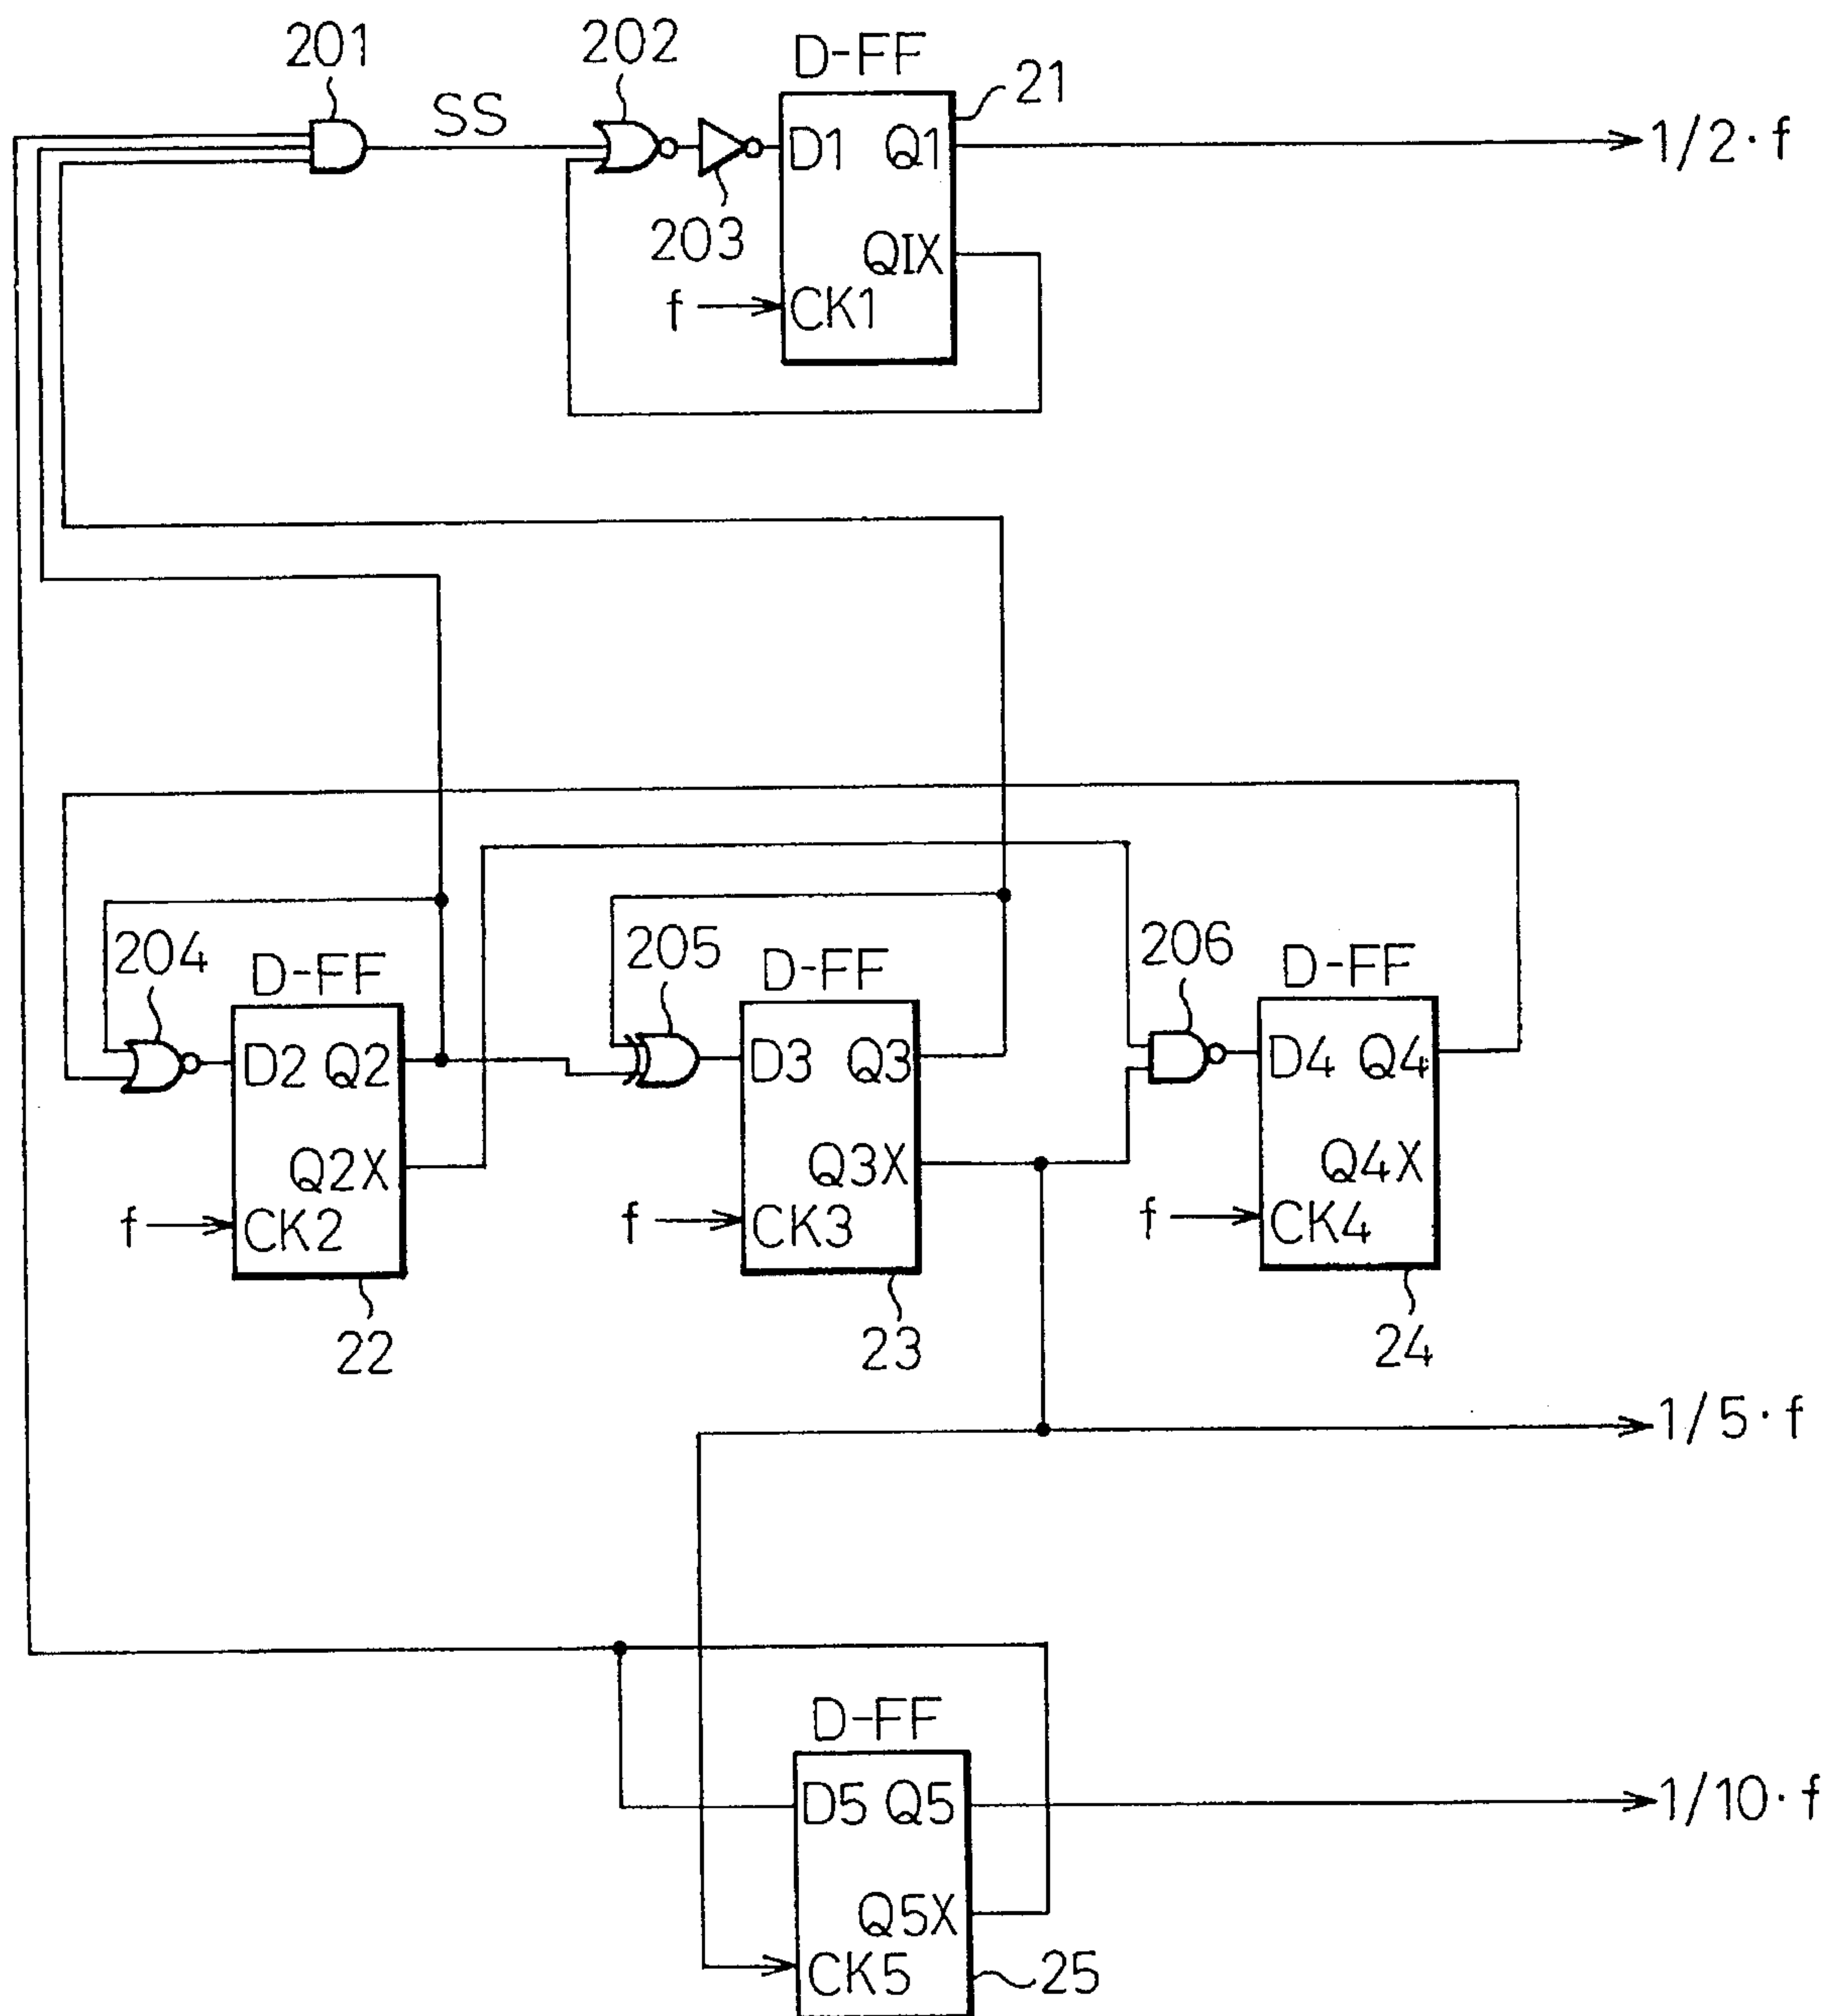 201
SS
202
203
D-FF
21
D1 Q1
QIX
f
CK1
1/2·f
204
D-FF
D2 Q2
Q2X
f
CK2
22
205
D-FF
D3 Q3
Q3X
f
CK3
23
206
D-FF
D4 Q4
Q4X
f
CK4
24
1/5·f
D-FF
D5 Q5
Q5X
CK5
25
1/10·f